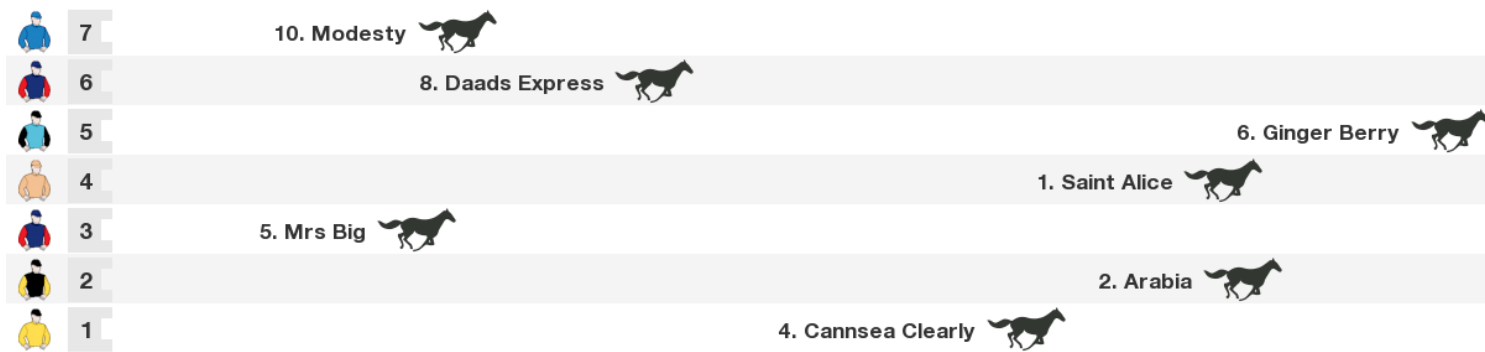 7 10. Modesty
6 8. Daads Express
5 6. Ginger Berry
4 1. Saint Alice
3 5. Mrs Big
2 2. Arabia
1 4. Cannsea Clearly